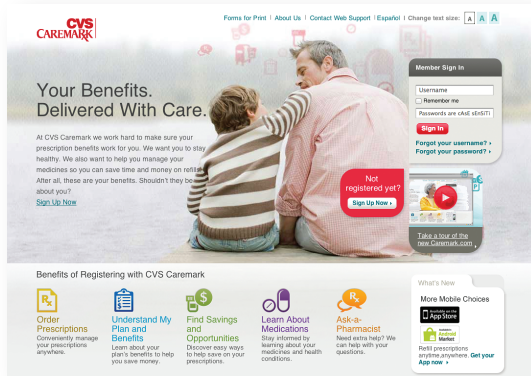 Forms for Print | About Us | Contact Web Support | Español | Change text size: A A A
CVS
CAREMARK
Member Sign In
Username
Remember me
Passwords are cAsE sEnSiTI
Sign In
Forgot your username? ›
Forgot your password? ›
Your Benefits.
Delivered With Care.
At CVS Caremark we work hard to make sure your
prescription benefits work for you. We want you to stay
healthy. We also want to help you manage your
medicines so you can save time and money on refills.
After all, these are your benefits. Shouldn't they be
about you?
Sign Up Now
Not
registered yet?
Sign Up Now ›
Take a tour of the
new Caremark.com ›
Benefits of Registering with CVS Caremark
Order
Prescriptions
Conveniently manage
your prescriptions
anywhere.
Understand My
Plan and
Benefits
Learn about your
plan's benefits to help
you save money.
Find Savings
and
Opportunities
Discover easy ways
to help save on your
prescriptions.
Learn About
Medications
Stay informed by
learning about your
medicines and health
conditions.
Ask-a-
Pharmacist
Need extra help? We
can help with your
questions.
What's New
More Mobile Choices
Available on the
App Store
Android
Market
Refill prescriptions
anytime,anywhere. Get your
App now ›